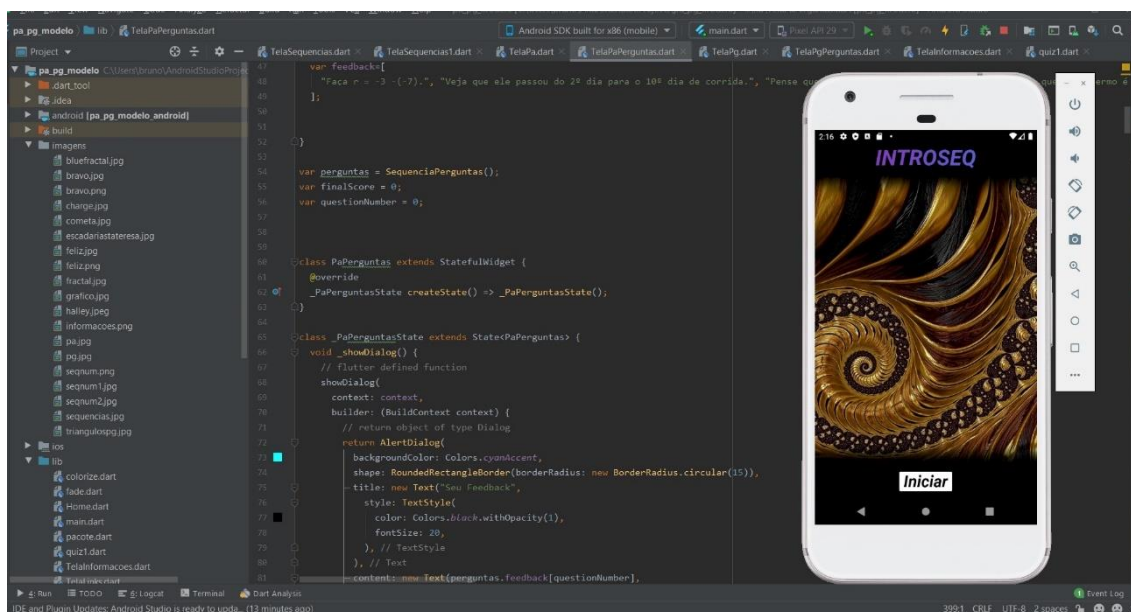 pa_pg_modelo
lib
TelaPaPerguntas.dart
Android SDK built for x86 (mobile)
main.dart
Pixel API 29
Project
TelaSequencias.dart
TelaSequencias1.dart
TelaPa.dart
TelaPaPerguntas.dart
TelaPg.dart
TelaPgPerguntas.dart
TelaInformacoes.dart
quiz1.dart
pa_pg_modelo C:\Users\bruno\AndroidStudioProjec
.dart_tool
.idea
android [pa_pg_modelo_android]
build
imagens
bluefractal.jpg
bravo.jpg
bravo.png
charge.jpg
cometa.jpg
escadariastateresa.jpg
feliz.jpg
feliz.png
fractal.jpg
grafico.jpg
halley.jpeg
informacoes.png
pa.jpg
pg.jpg
seqnum.png
seqnum1.jpg
seqnum2.jpg
sequencias.jpg
triangulospg.jpg
ios
lib
colorize.dart
fade.dart
Home.dart
main.dart
pacote.dart
quiz1.dart
TelaInformacoes.dart
TelaLinks.dart
47 var feedback=[
48 "Faça r = -3 -(-7).", "Veja que ele passou do 2º dia para o 10º dia de corrida.", "Pense que
49 ];
50
51
52 }
53
54 var perguntas = SequenciaPerguntas();
55 var finalScore = 0;
56 var questionNumber = 0;
57
58
59
60 class PaPerguntas extends StatefulWidget {
61 @override
62 _PaPerguntasState createState() => _PaPerguntasState();
63 }
64
65 class _PaPerguntasState extends State<PaPerguntas> {
66 void _showDialog() {
67 // flutter defined function
68 showDialog(
69 context: context,
70 builder: (BuildContext context) {
71 // return object of type Dialog
72 return AlertDialog(
73 backgroundColor: Colors.cyanAccent,
74 shape: RoundedRectangleBorder(borderRadius: new BorderRadius.circular(15)),
75 title: new Text("Seu Feedback",
76 style: TextStyle(
77 color: Colors.black.withOpacity(1),
78 fontSize: 20,
79 ), // TextStyle
80 ), // Text
81 content: new Text(perguntas.feedback[questionNumber],
2:16
INTROSEQ
Iniciar
4: Run
TODO
6: Logcat
Terminal
Dart Analysis
1 Event Log
IDE and Plugin Updates: Android Studio is ready to upda... (13 minutes ago)
399:1 CRLF UTF-8 2 spaces